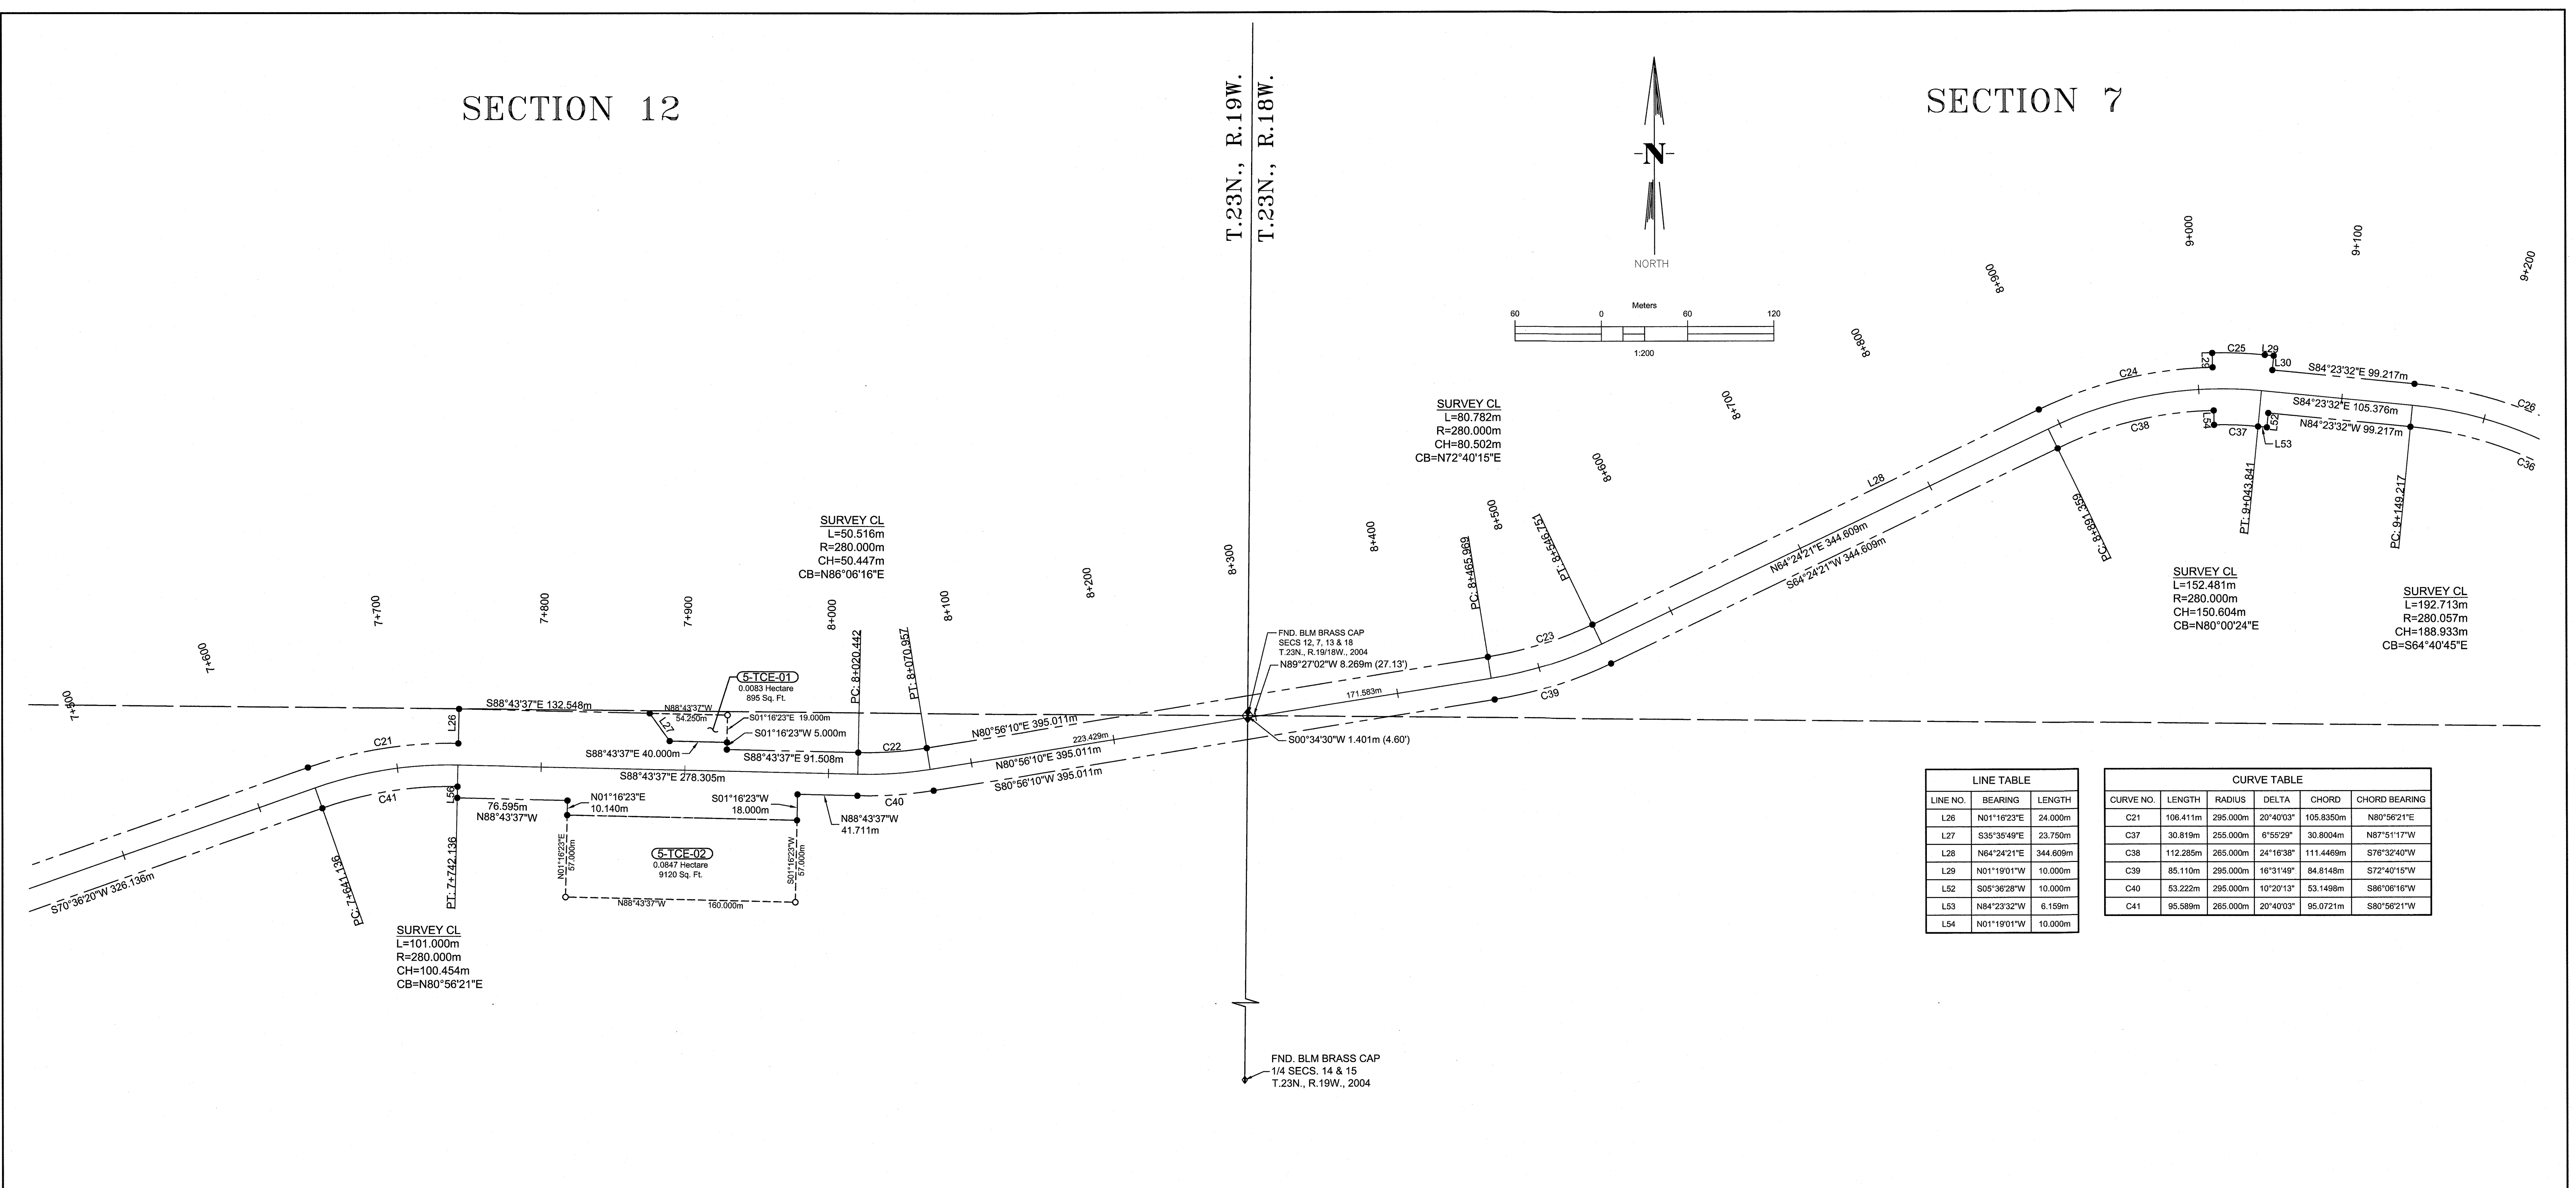 SECTION 12
SECTION 7
T.23N., R.19W.
T.23N., R.18W.
N
NORTH
Meters
60 0 60 120
1:200
7+500
7+600
7+700
7+800
7+900
8+000
8+100
8+200
8+300
8+400
8+500
8+600
8+700
8+800
8+900
9+000
9+100
9+200
SURVEY CL
L=50.516m
R=280.000m
CH=50.447m
CB=N86°06'16"E
SURVEY CL
L=80.782m
R=280.000m
CH=80.502m
CB=N72°40'15"E
SURVEY CL
L=152.481m
R=280.000m
CH=150.604m
CB=N80°00'24"E
SURVEY CL
L=192.713m
R=280.057m
CH=188.933m
CB=S64°40'45"E
SURVEY CL
L=101.000m
R=280.000m
CH=100.454m
CB=N80°56'21"E
S70°36'20"W 326.136m
PC: 7+641.136
PT: 7+742.136
C21
C41
L26
L56
S88°43'37"E 132.548m
L27
N88°43'37"W
54.250m
5-TCE-01
0.0083 Hectare
895 Sq. Ft.
S01°16'23"E 19.000m
S01°16'23"W 5.000m
S88°43'37"E 40.000m
S88°43'37"E 91.508m
S88°43'37"E 278.305m
76.595m
N88°43'37"W
N01°16'23"E
10.140m
S01°16'23"W
18.000m
N88°43'37"W
41.711m
5-TCE-02
0.0847 Hectare
9120 Sq. Ft.
N01°16'23"E
57.000m
S01°16'23"W
57.000m
N88°43'37"W 160.000m
PC: 8+020.442
PT: 8+070.957
C22
C40
N80°56'10"E 395.011m
223.429m
N80°56'10"E 395.011m
S80°56'10"W 395.011m
171.583m
FND. BLM BRASS CAP
SECS 12, 7, 13 & 18
T.23N., R.19/18W., 2004
N89°27'02"W 8.269m (27.13')
S00°34'30"W 1.401m (4.60')
FND. BLM BRASS CAP
1/4 SECS. 14 & 15
T.23N., R.19W., 2004
PC: 8+465.969
PT: 8+546.751
C23
C39
L28
N64°24'21"E 344.609m
S64°24'21"W 344.609m
PC: 8+891.359
C24
C38
L29
C25
L29
L30
S84°23'32"E 99.217m
S84°23'32"E 105.376m
N84°23'32"W 99.217m
L54
C37
L52
L53
C26
C36
PT: 9+043.841
PC: 9+149.217
LINE TABLE
LINE NO. BEARING LENGTH
L26 N01°16'23"E 24.000m
L27 S35°35'49"E 23.750m
L28 N64°24'21"E 344.609m
L29 N01°19'01"W 10.000m
L52 S05°36'28"W 10.000m
L53 N84°23'32"W 6.159m
L54 N01°19'01"W 10.000m
CURVE TABLE
CURVE NO. LENGTH RADIUS DELTA CHORD CHORD BEARING
C21 106.411m 295.000m 20°40'03" 105.8350m N80°56'21"E
C37 30.819m 255.000m 6°55'29" 30.8004m N87°51'17"W
C38 112.285m 265.000m 24°16'38" 111.4469m S76°32'40"W
C39 85.110m 295.000m 16°31'49" 84.8148m S72°40'15"W
C40 53.222m 295.000m 10°20'13" 53.1498m S86°06'16"W
C41 95.589m 265.000m 20°40'03" 95.0721m S80°56'21"W